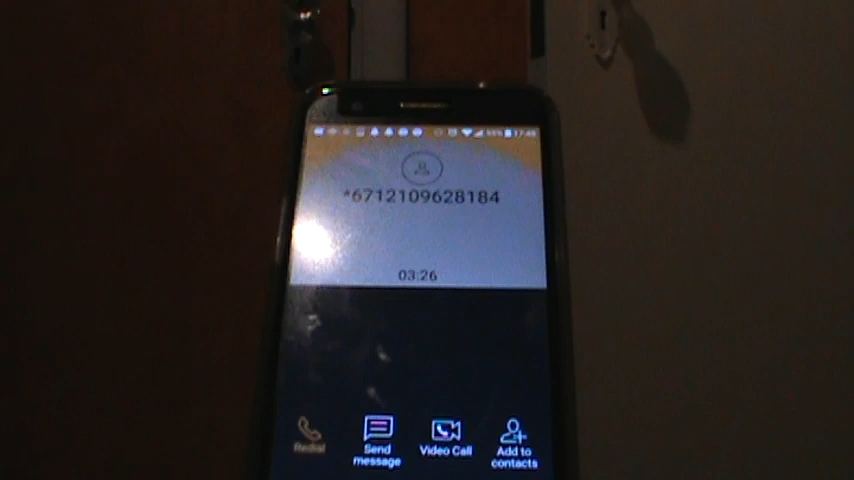 *6712109628184
03:26
Redial
Send
message
Video Call
Add to
contacts